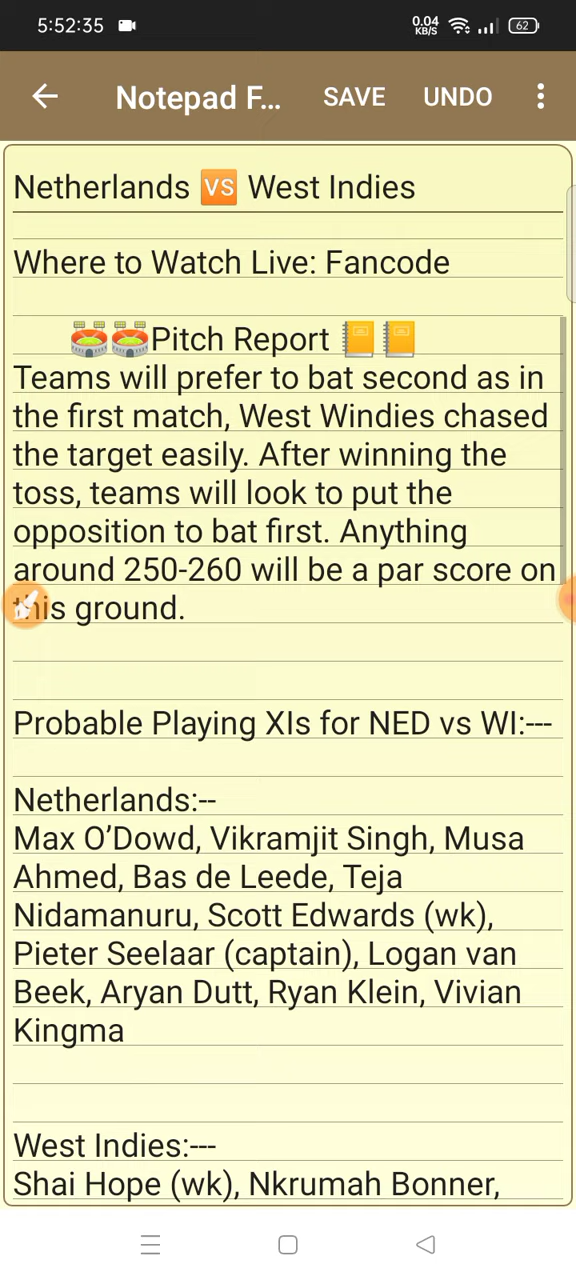 5:52:35
0.04
KB/S
62
Notepad F...
SAVE
UNDO
Netherlands 🆚 West Indies
Where to Watch Live: Fancode
🏟️🏟️Pitch Report 📒📒
Teams will prefer to bat second as in
the first match, West Windies chased
the target easily. After winning the
toss, teams will look to put the
opposition to bat first. Anything
around 250-260 will be a par score on
this ground.
Probable Playing XIs for NED vs WI:---
Netherlands:--
Max O’Dowd, Vikramjit Singh, Musa
Ahmed, Bas de Leede, Teja
Nidamanuru, Scott Edwards (wk),
Pieter Seelaar (captain), Logan van
Beek, Aryan Dutt, Ryan Klein, Vivian
Kingma
West Indies:---
Shai Hope (wk), Nkrumah Bonner,